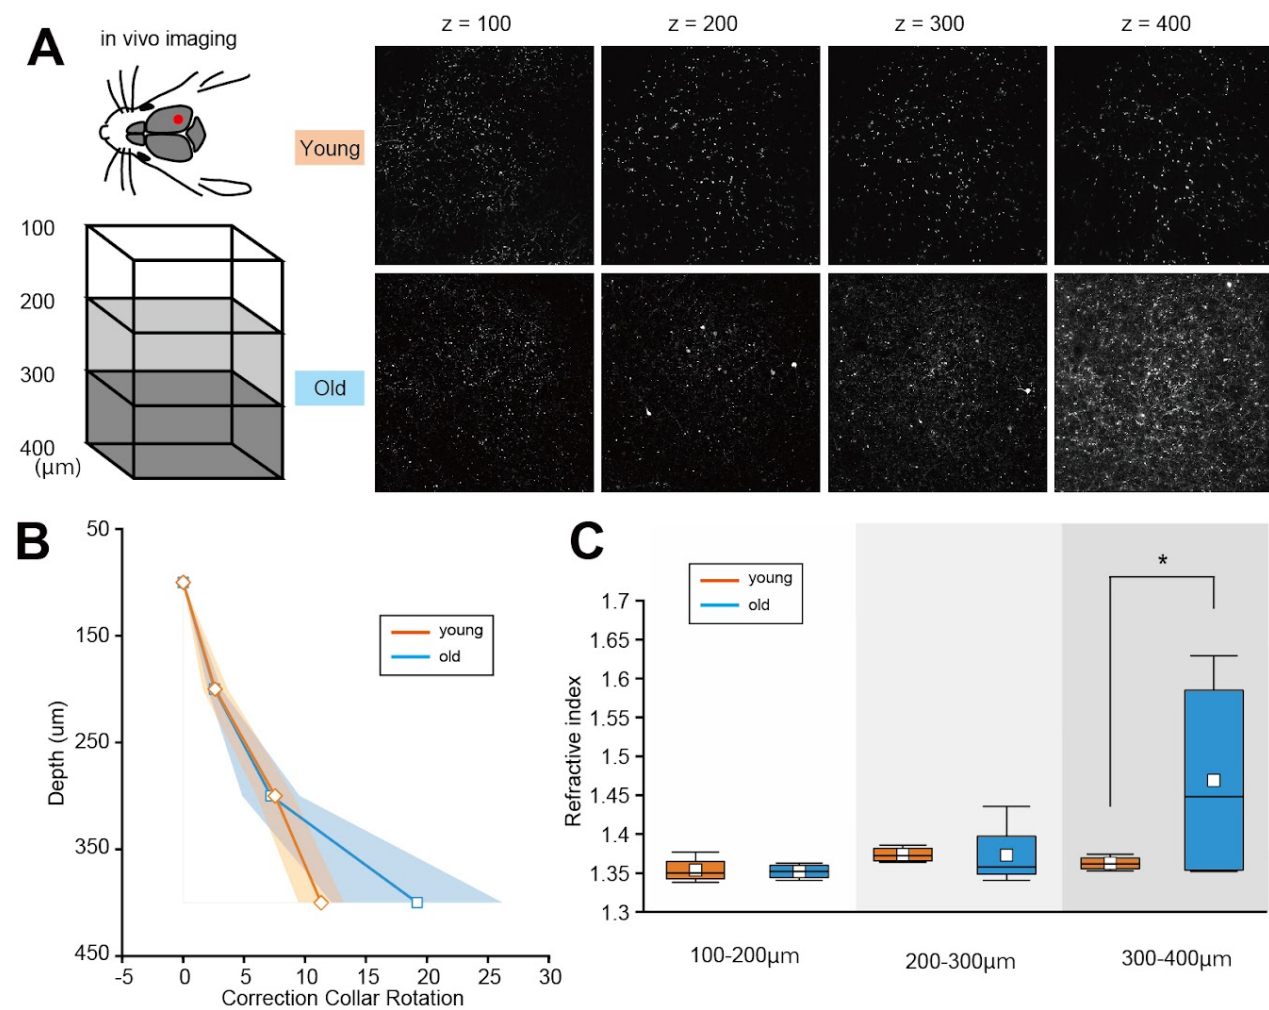 A
in vivo imaging
z = 100
z = 200
z = 300
z = 400
Young
Old
100
200
300
400
(μm)
B
50
150
250
350
450
Depth (um)
-5
0
5
10
15
20
25
30
Correction Collar Rotation
young
old
C
young
old
*
1.7
1.65
1.6
1.55
1.5
1.45
1.4
1.35
1.3
Refractive index
100-200μm
200-300μm
300-400μm